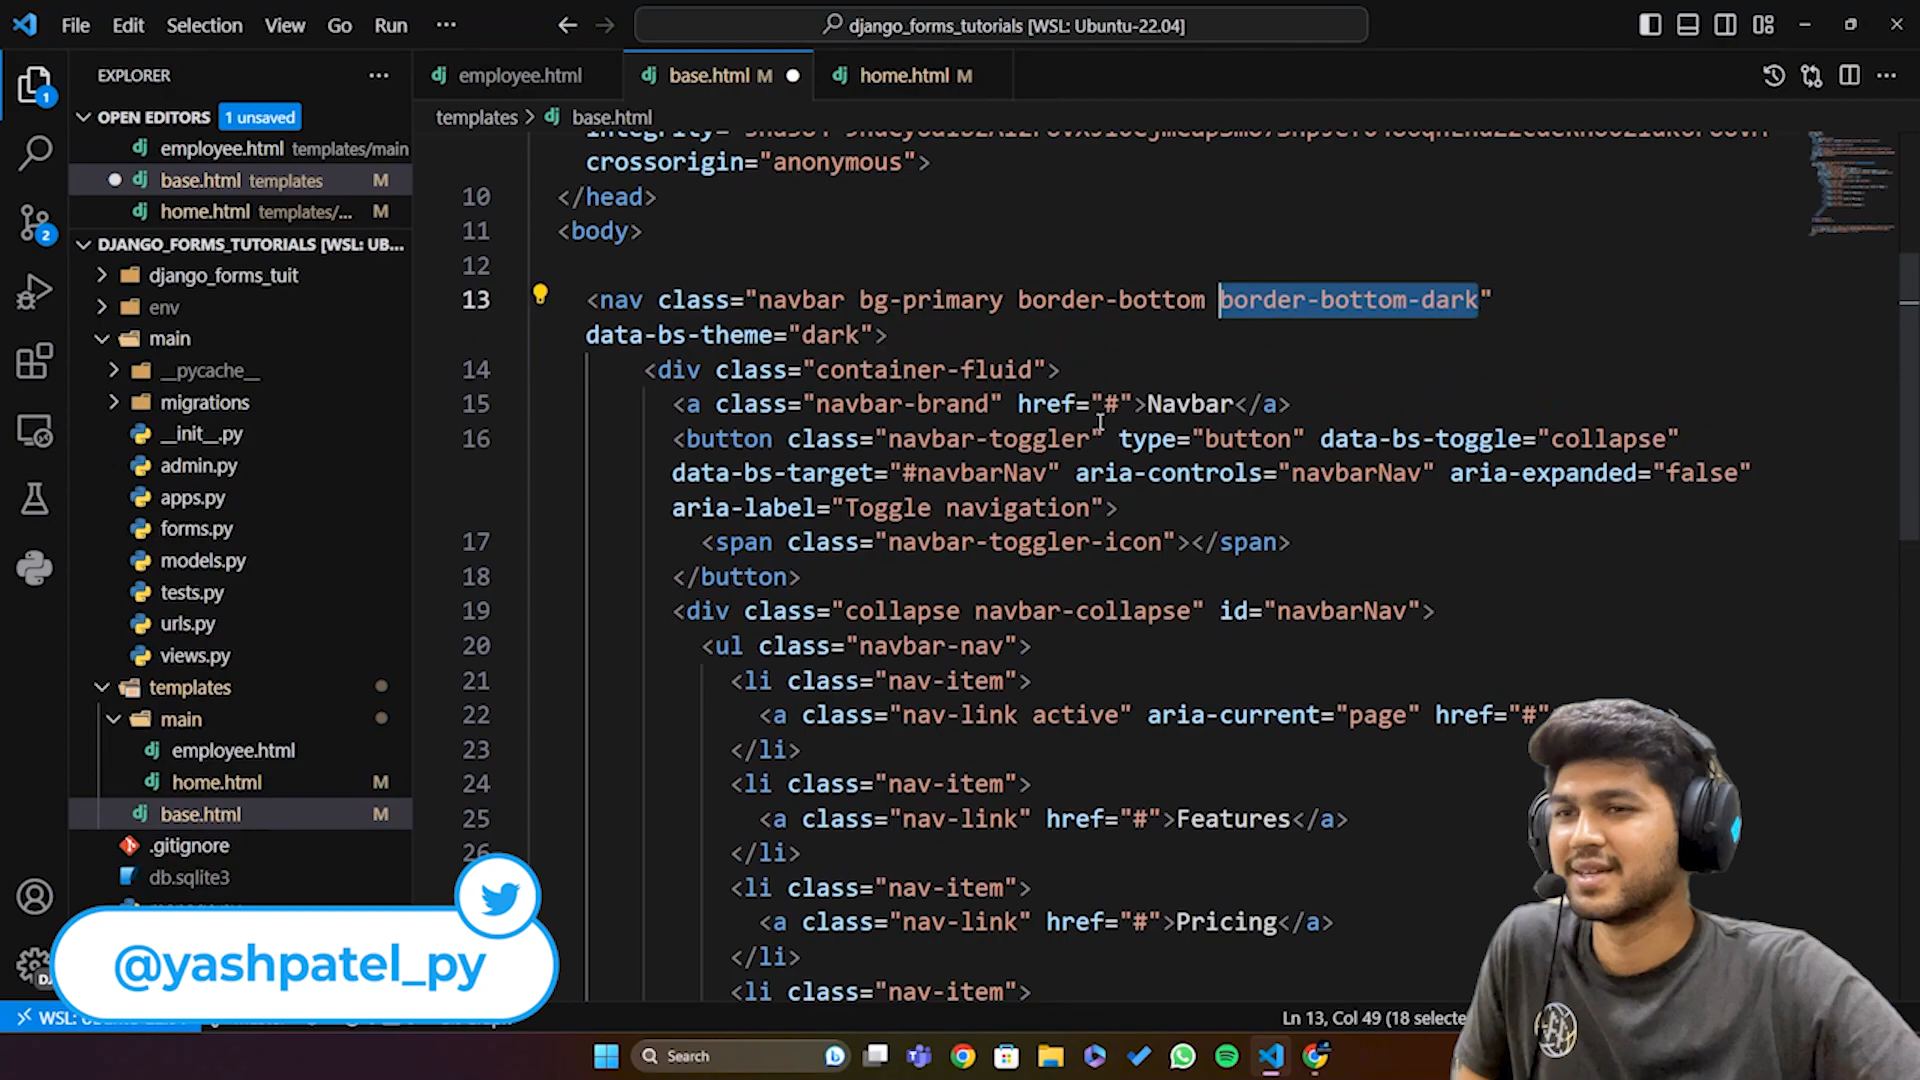 File Edit Selection View Go Run ...
django_forms_tutorials [WSL: Ubuntu-22.04]
EXPLORER
OPEN EDITORS 1 unsaved
employee.html templates/main
base.html templates M
home.html templates/... M
DJANGO_FORMS_TUTORIALS [WSL: UB...
django_forms_tuit
env
main
__pycache__
migrations
__init__.py
admin.py
apps.py
forms.py
models.py
tests.py
urls.py
views.py
templates
main
employee.html
home.html M
base.html M
.gitignore
db.sqlite3
employee.html
base.html M
home.html M
templates > base.html
crossorigin="anonymous">
10 </head>
11 <body>
12
13 <nav class="navbar bg-primary border-bottom border-bottom-dark"
data-bs-theme="dark">
14 <div class="container-fluid">
15 <a class="navbar-brand" href="#">Navbar</a>
16 <button class="navbar-toggler" type="button" data-bs-toggle="collapse"
data-bs-target="#navbarNav" aria-controls="navbarNav" aria-expanded="false"
aria-label="Toggle navigation">
17 <span class="navbar-toggler-icon"></span>
18 </button>
19 <div class="collapse navbar-collapse" id="navbarNav">
20 <ul class="navbar-nav">
21 <li class="nav-item">
22 <a class="nav-link active" aria-current="page" href="#"
23 </li>
24 <li class="nav-item">
25 <a class="nav-link" href="#">Features</a>
26 </li>
<li class="nav-item">
<a class="nav-link" href="#">Pricing</a>
</li>
<li class="nav-item">
@yashpatel_py
WSL:
Ln 13, Col 49 (18 selecte
Search
1
2